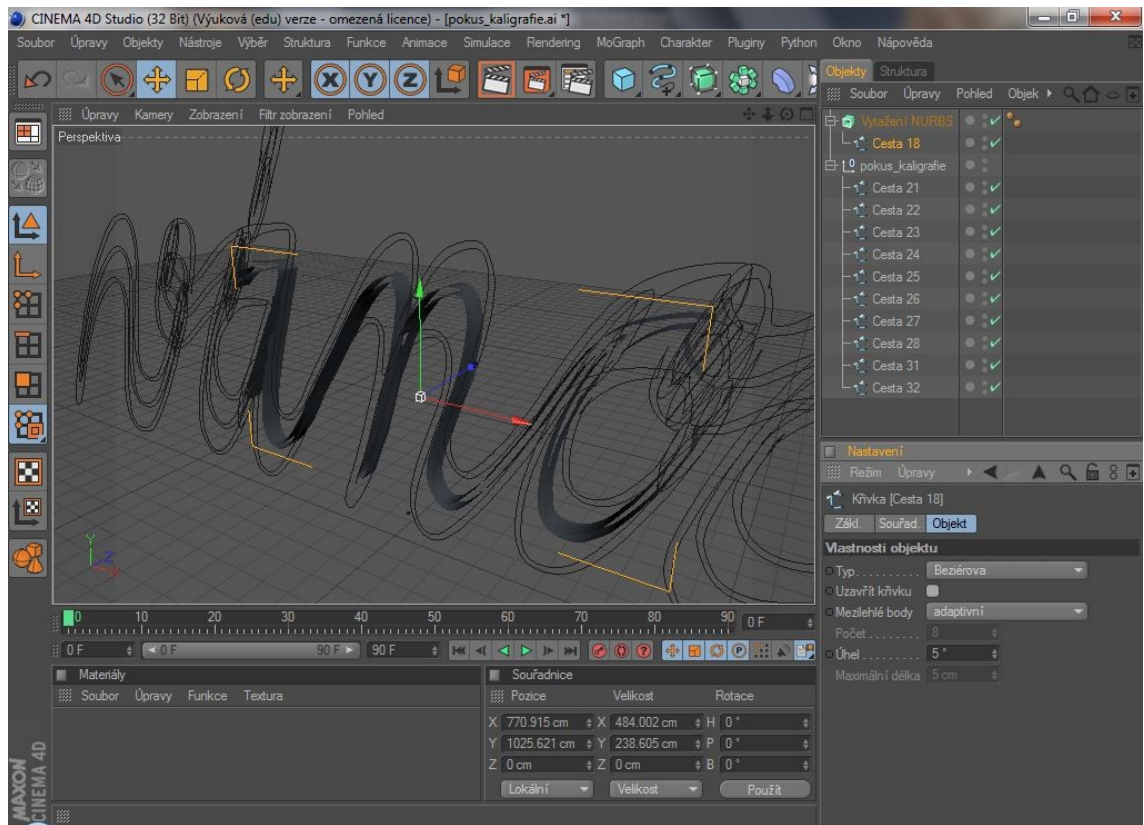 CINEMA 4D Studio (32 Bit) (Výuková (edu) verze - omezená licence) - [pokus_kaligrafie.ai *]
Soubor Úpravy Objekty Nástroje Výběr Struktura Funkce Animace Simulace Rendering MoGraph Charakter Pluginy Python Okno Nápověda
Objekty Struktura
Soubor Úpravy Pohled Objek
Úpravy Kamery Zobrazení Filtr zobrazení Pohled
Perspektiva
Vytažení NURBS
Cesta 18
pokus_kaligrafie
Cesta 21
Cesta 22
Cesta 23
Cesta 24
Cesta 25
Cesta 26
Cesta 27
Cesta 28
Cesta 31
Cesta 32
Nastavení
Režim Úpravy
Křivka [Cesta 18]
Zákl. Souřad. Objekt
Vlastnosti objektu
Typ. . . . . . . . . . Beziérova
Uzavřít křivku
Mezilehlé body adaptivní
Počet . . . . . . . . 8
Úhel . . . . . . . . . 5 °
Maximální délka 5 cm
Y Z X
0 10 20 30 40 50 60 70 80 90 0 F
0 F 0 F 90 F 90 F
Materiály
Soubor Úpravy Funkce Textura
Souřadnice
Pozice Velikost Rotace
X 770.915 cm X 484.002 cm H 0 °
Y 1025.621 cm Y 238.605 cm P 0 °
Z 0 cm Z 0 cm B 0 °
Lokální Velikost Použít
MAXON
CINEMA 4D